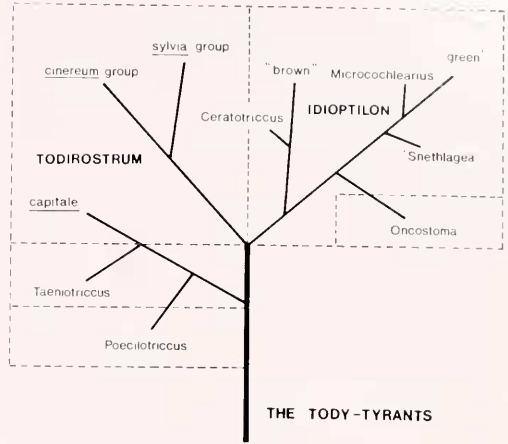 sylvia group
cinereum group
"brown"
green'
Microcochlearius
IDIOPTILON
Ceratotriccus
TODIROSTRUM
'Snethlagea
capitale
Oncostoma
Taeniotriccus
Poecilotriccus
THE TODY-TYRANTS